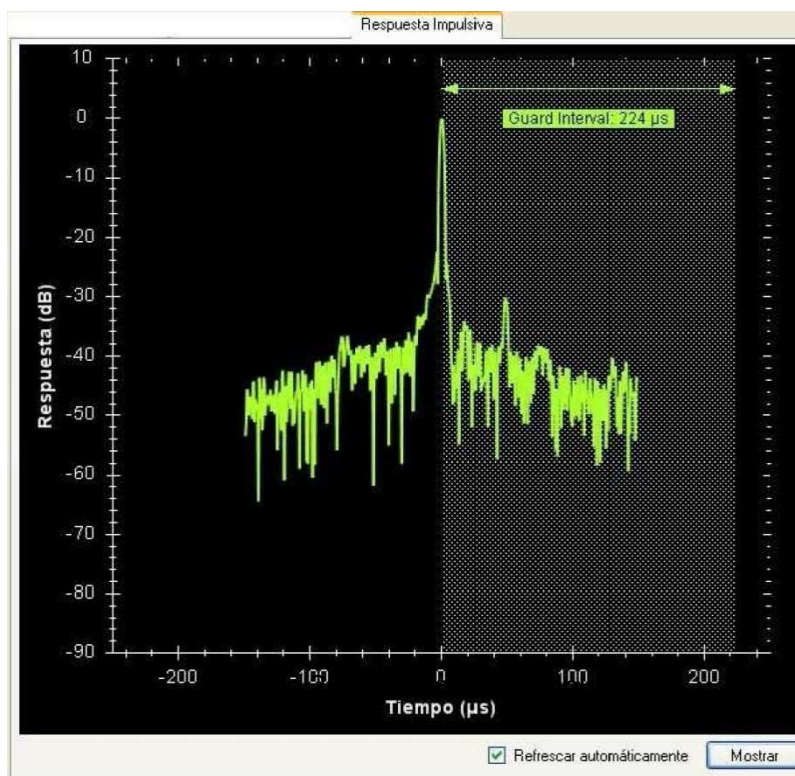 Respuesta Impulsiva
10
0
-10
-20
-30
-40
-50
-60
-70
-80
-90
Respuesta (dB)
Guard Interval: 224 µs
-200
-100
0
100
200
Tiempo (µs)
Refrescar automáticamente
Mostrar